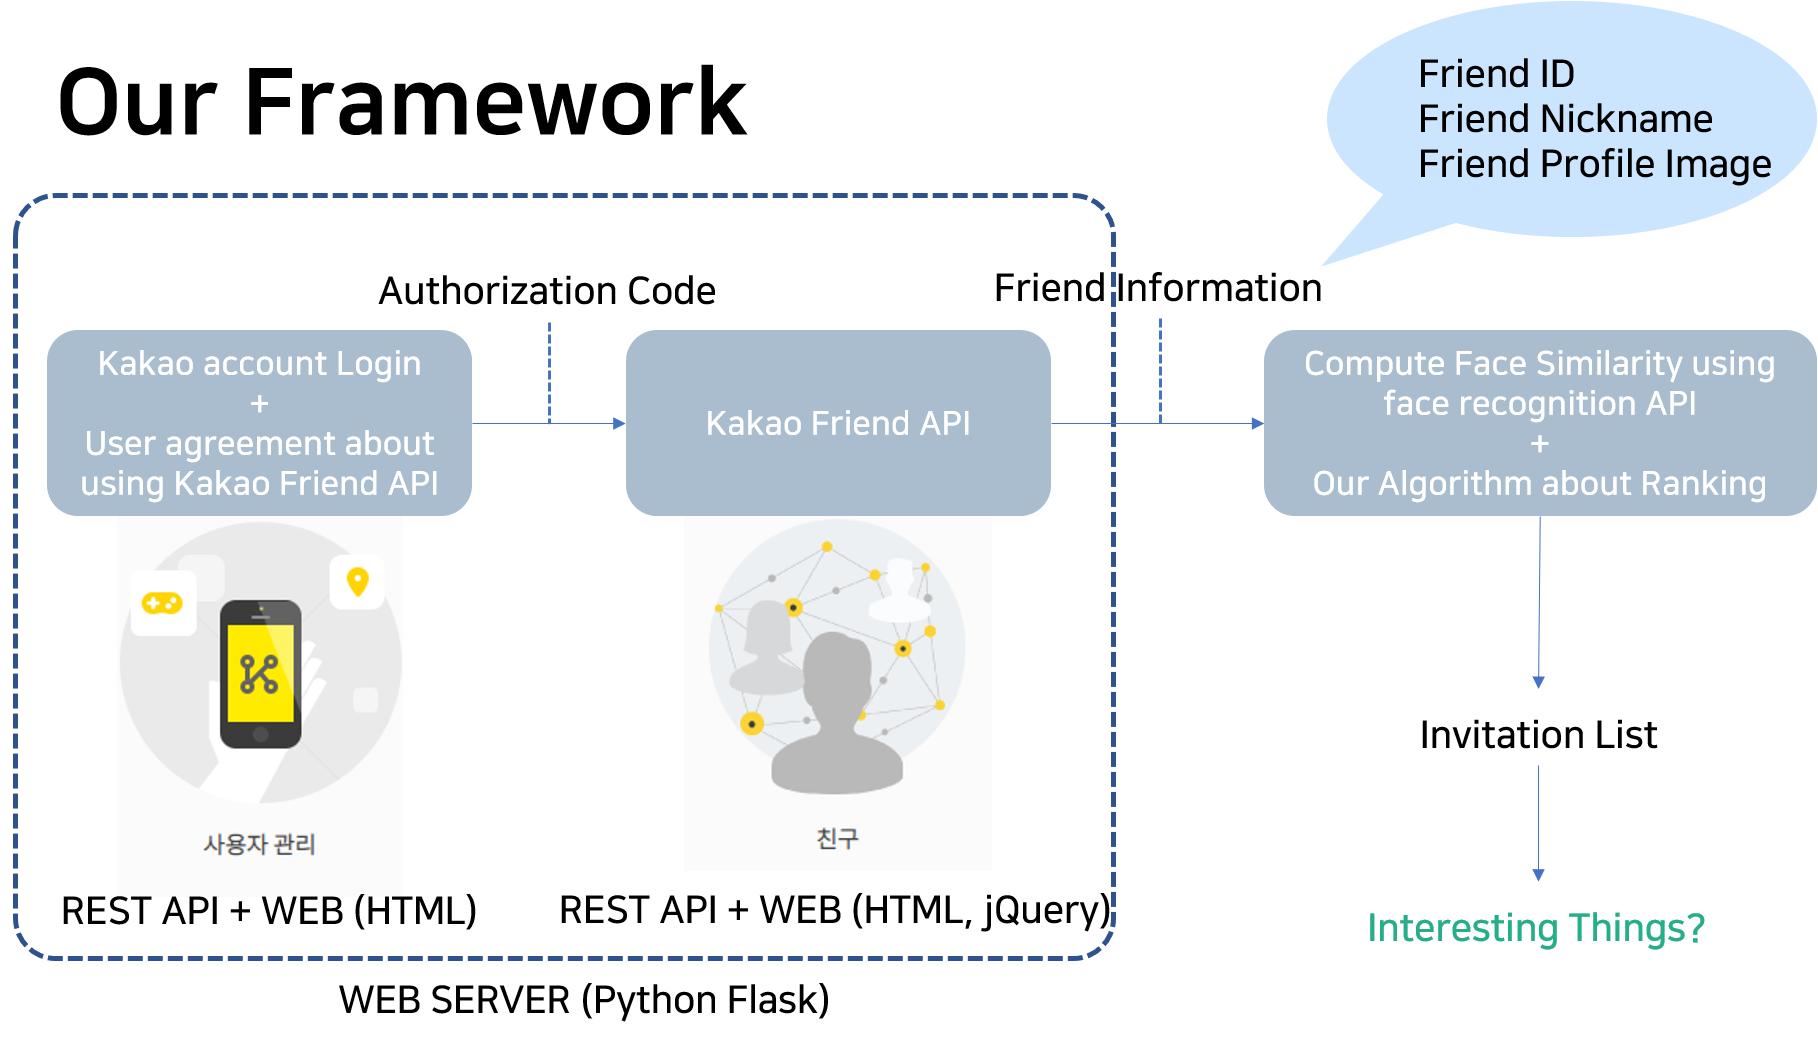 Our Framework
Friend ID
Friend Nickname
Friend Profile Image
Authorization Code
Friend Information
Kakao account Login
+
User agreement about
using Kakao Friend API
Kakao Friend API
Compute Face Similarity using
face recognition API
+
Our Algorithm about Ranking
사용자 관리
친구
REST API + WEB (HTML)
REST API + WEB (HTML, jQuery)
WEB SERVER (Python Flask)
Invitation List
Interesting Things?